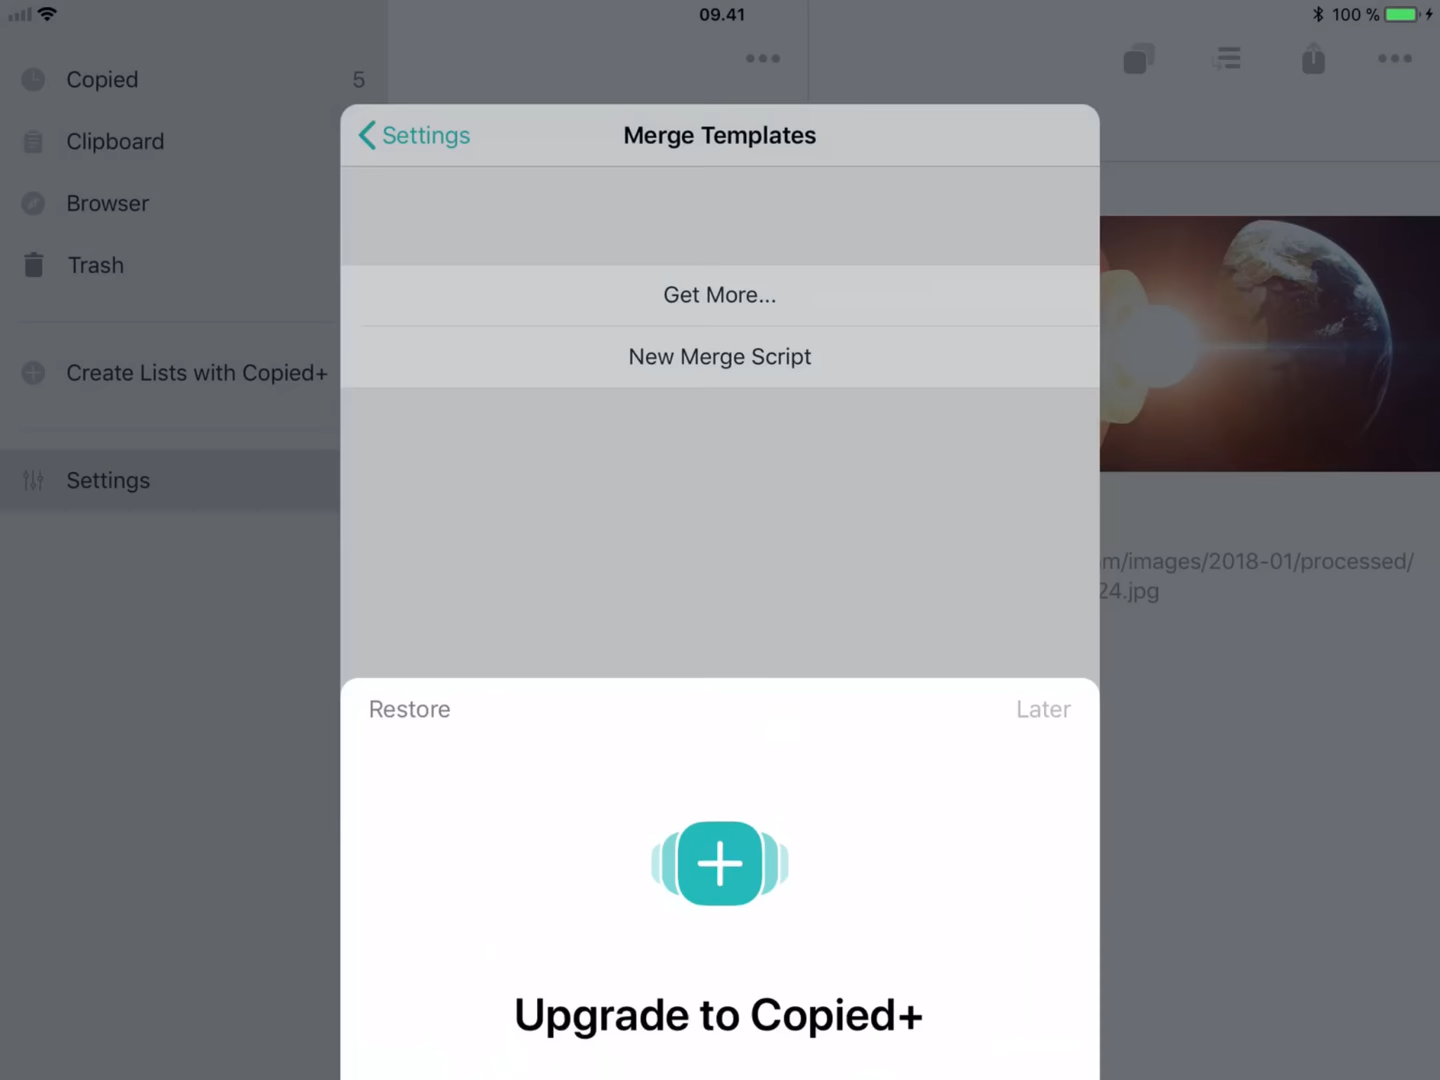 09.41
100 %
Copied 5
Clipboard
Browser
Trash
Create Lists with Copied+
Settings
Settings
Merge Templates
Get More...
New Merge Script
m/images/2018-01/processed/
24.jpg
Restore
Later
Upgrade to Copied+